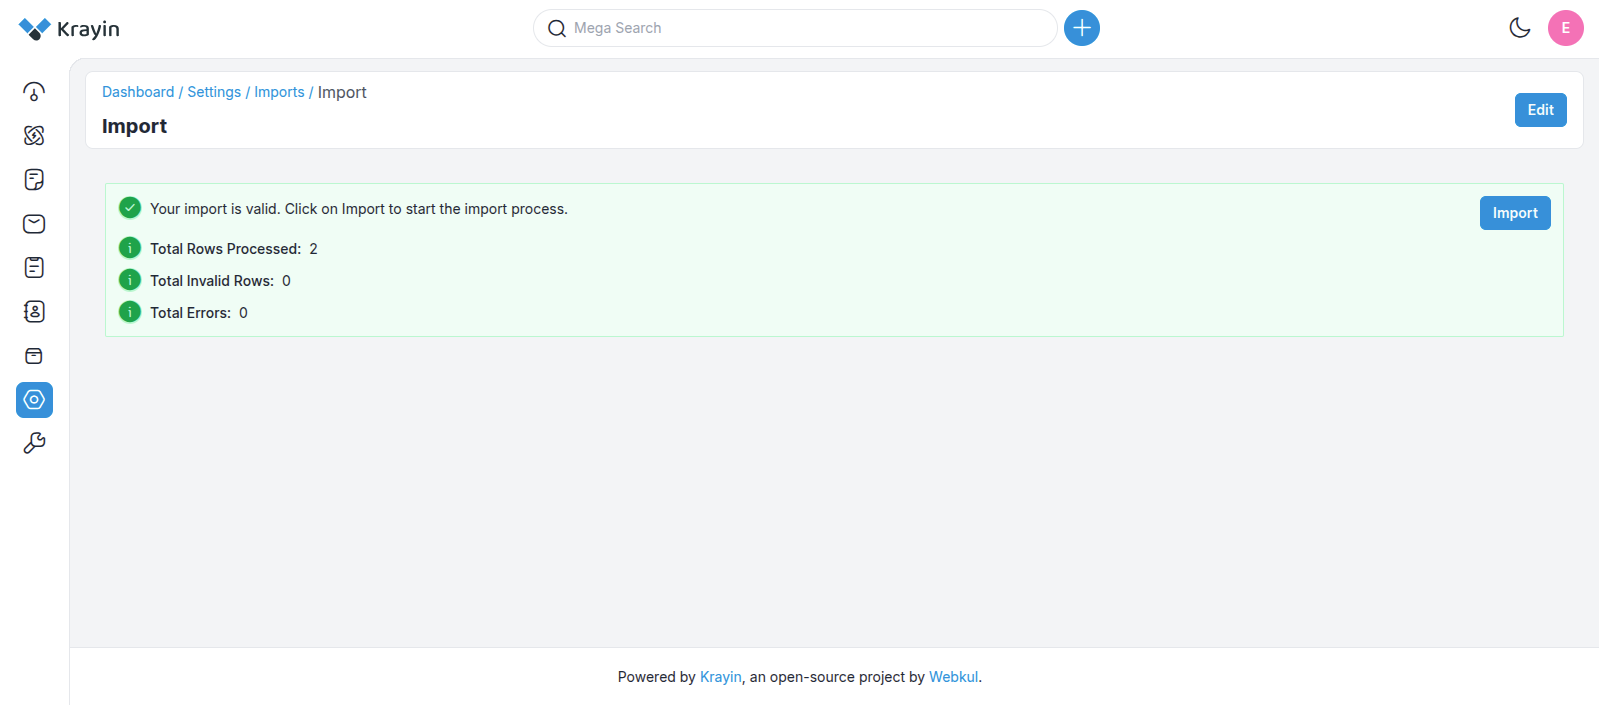 Krayin
Mega Search
E
Dashboard / Settings / Imports / Import
Import
Edit
Your import is valid. Click on Import to start the import process.
Import
Total Rows Processed: 2
Total Invalid Rows: 0
Total Errors: 0
Powered by Krayin, an open-source project by Webkul.